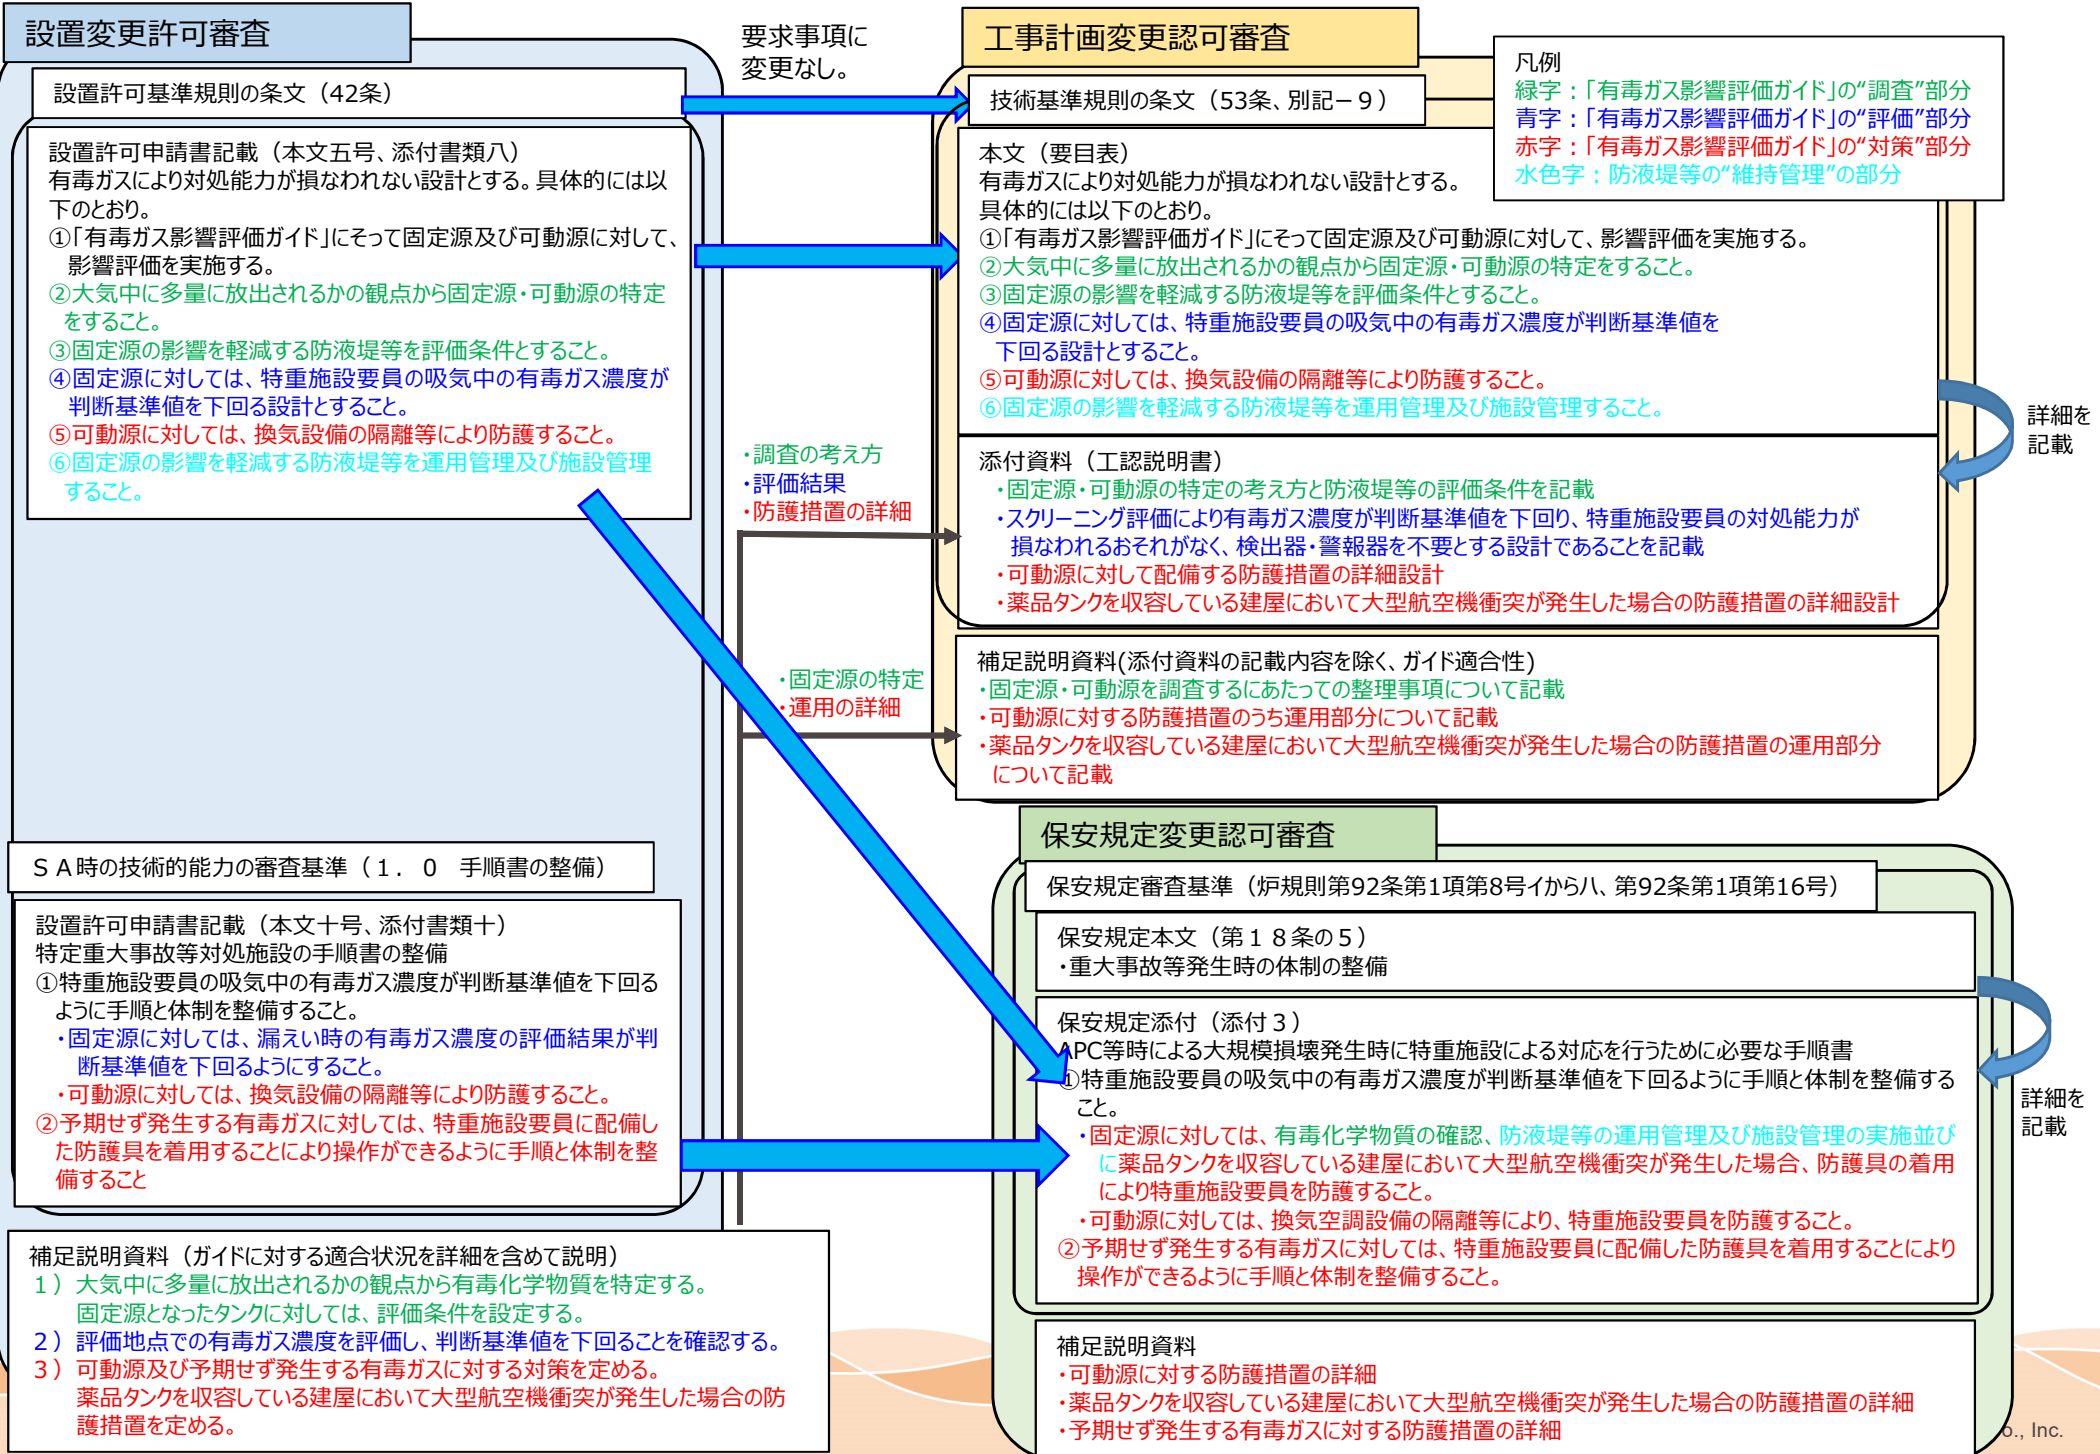 設置変更許可審査
設置許可基準規則の条文（42条）
設置許可申請書記載（本文五号、添付書類八）
有毒ガスにより対処能力が損なわれない設計とする。具体的には以
下のとおり。
①「有毒ガス影響評価ガイド」にそって固定源及び可動源に対して、
影響評価を実施する。
②大気中に多量に放出されるかの観点から固定源・可動源の特定
をすること。
③固定源の影響を軽減する防液堤等を評価条件とすること。
④固定源に対しては、特重施設要員の吸気中の有毒ガス濃度が
判断基準値を下回る設計とすること。
⑤可動源に対しては、換気設備の隔離等により防護すること。
⑥固定源の影響を軽減する防液堤等を運用管理及び施設管理
すること。
ＳＡ時の技術的能力の審査基準（１．０　手順書の整備）
設置許可申請書記載（本文十号、添付書類十）
特定重大事故等対処施設の手順書の整備
①特重施設要員の吸気中の有毒ガス濃度が判断基準値を下回る
ように手順と体制を整備すること。
・固定源に対しては、漏えい時の有毒ガス濃度の評価結果が判
断基準値を下回るようにすること。
・可動源に対しては、換気設備の隔離等により防護すること。
②予期せず発生する有毒ガスに対しては、特重施設要員に配備し
た防護具を着用することにより操作ができるように手順と体制を整
備すること
補足説明資料（ガイドに対する適合状況を詳細を含めて説明）
１）大気中に多量に放出されるかの観点から有毒化学物質を特定する。
固定源となったタンクに対しては、評価条件を設定する。
２）評価地点での有毒ガス濃度を評価し、判断基準値を下回ることを確認する。
３）可動源及び予期せず発生する有毒ガスに対する対策を定める。
薬品タンクを収容している建屋において大型航空機衝突が発生した場合の防
護措置を定める。
要求事項に
変更なし。
・調査の考え方
・評価結果
・防護措置の詳細
・固定源の特定
・運用の詳細
工事計画変更認可審査
技術基準規則の条文（53条、別記－９）
凡例
緑字：「有毒ガス影響評価ガイド」の“調査”部分
青字：「有毒ガス影響評価ガイド」の“評価”部分
赤字：「有毒ガス影響評価ガイド」の“対策”部分
水色字：防液堤等の“維持管理”の部分
本文（要目表）
有毒ガスにより対処能力が損なわれない設計とする。
具体的には以下のとおり。
①「有毒ガス影響評価ガイド」にそって固定源及び可動源に対して、影響評価を実施する。
②大気中に多量に放出されるかの観点から固定源・可動源の特定をすること。
③固定源の影響を軽減する防液堤等を評価条件とすること。
④固定源に対しては、特重施設要員の吸気中の有毒ガス濃度が判断基準値を
下回る設計とすること。
⑤可動源に対しては、換気設備の隔離等により防護すること。
⑥固定源の影響を軽減する防液堤等を運用管理及び施設管理すること。
詳細を
記載
添付資料（工認説明書）
・固定源・可動源の特定の考え方と防液堤等の評価条件を記載
・スクリーニング評価により有毒ガス濃度が判断基準値を下回り、特重施設要員の対処能力が
損なわれるおそれがなく、検出器・警報器を不要とする設計であることを記載
・可動源に対して配備する防護措置の詳細設計
・薬品タンクを収容している建屋において大型航空機衝突が発生した場合の防護措置の詳細設計
補足説明資料(添付資料の記載内容を除く、ガイド適合性)
・固定源・可動源を調査するにあたっての整理事項について記載
・可動源に対する防護措置のうち運用部分について記載
・薬品タンクを収容している建屋において大型航空機衝突が発生した場合の防護措置の運用部分
について記載
保安規定変更認可審査
保安規定審査基準（炉規則第92条第1項第8号イからハ、第92条第1項第16号）
保安規定本文（第１８条の５）
・重大事故等発生時の体制の整備
保安規定添付（添付３）
APC等時による大規模損壊発生時に特重施設による対応を行うために必要な手順書
①特重施設要員の吸気中の有毒ガス濃度が判断基準値を下回るように手順と体制を整備する
こと。
・固定源に対しては、有毒化学物質の確認、防液堤等の運用管理及び施設管理の実施並び
に薬品タンクを収容している建屋において大型航空機衝突が発生した場合、防護具の着用
により特重施設要員を防護すること。
・可動源に対しては、換気空調設備の隔離等により、特重施設要員を防護すること。
②予期せず発生する有毒ガスに対しては、特重施設要員に配備した防護具を着用することにより
操作ができるように手順と体制を整備すること。
詳細を
記載
補足説明資料
・可動源に対する防護措置の詳細
・薬品タンクを収容している建屋において大型航空機衝突が発生した場合の防護措置の詳細
・予期せず発生する有毒ガスに対する防護措置の詳細
o., Inc.